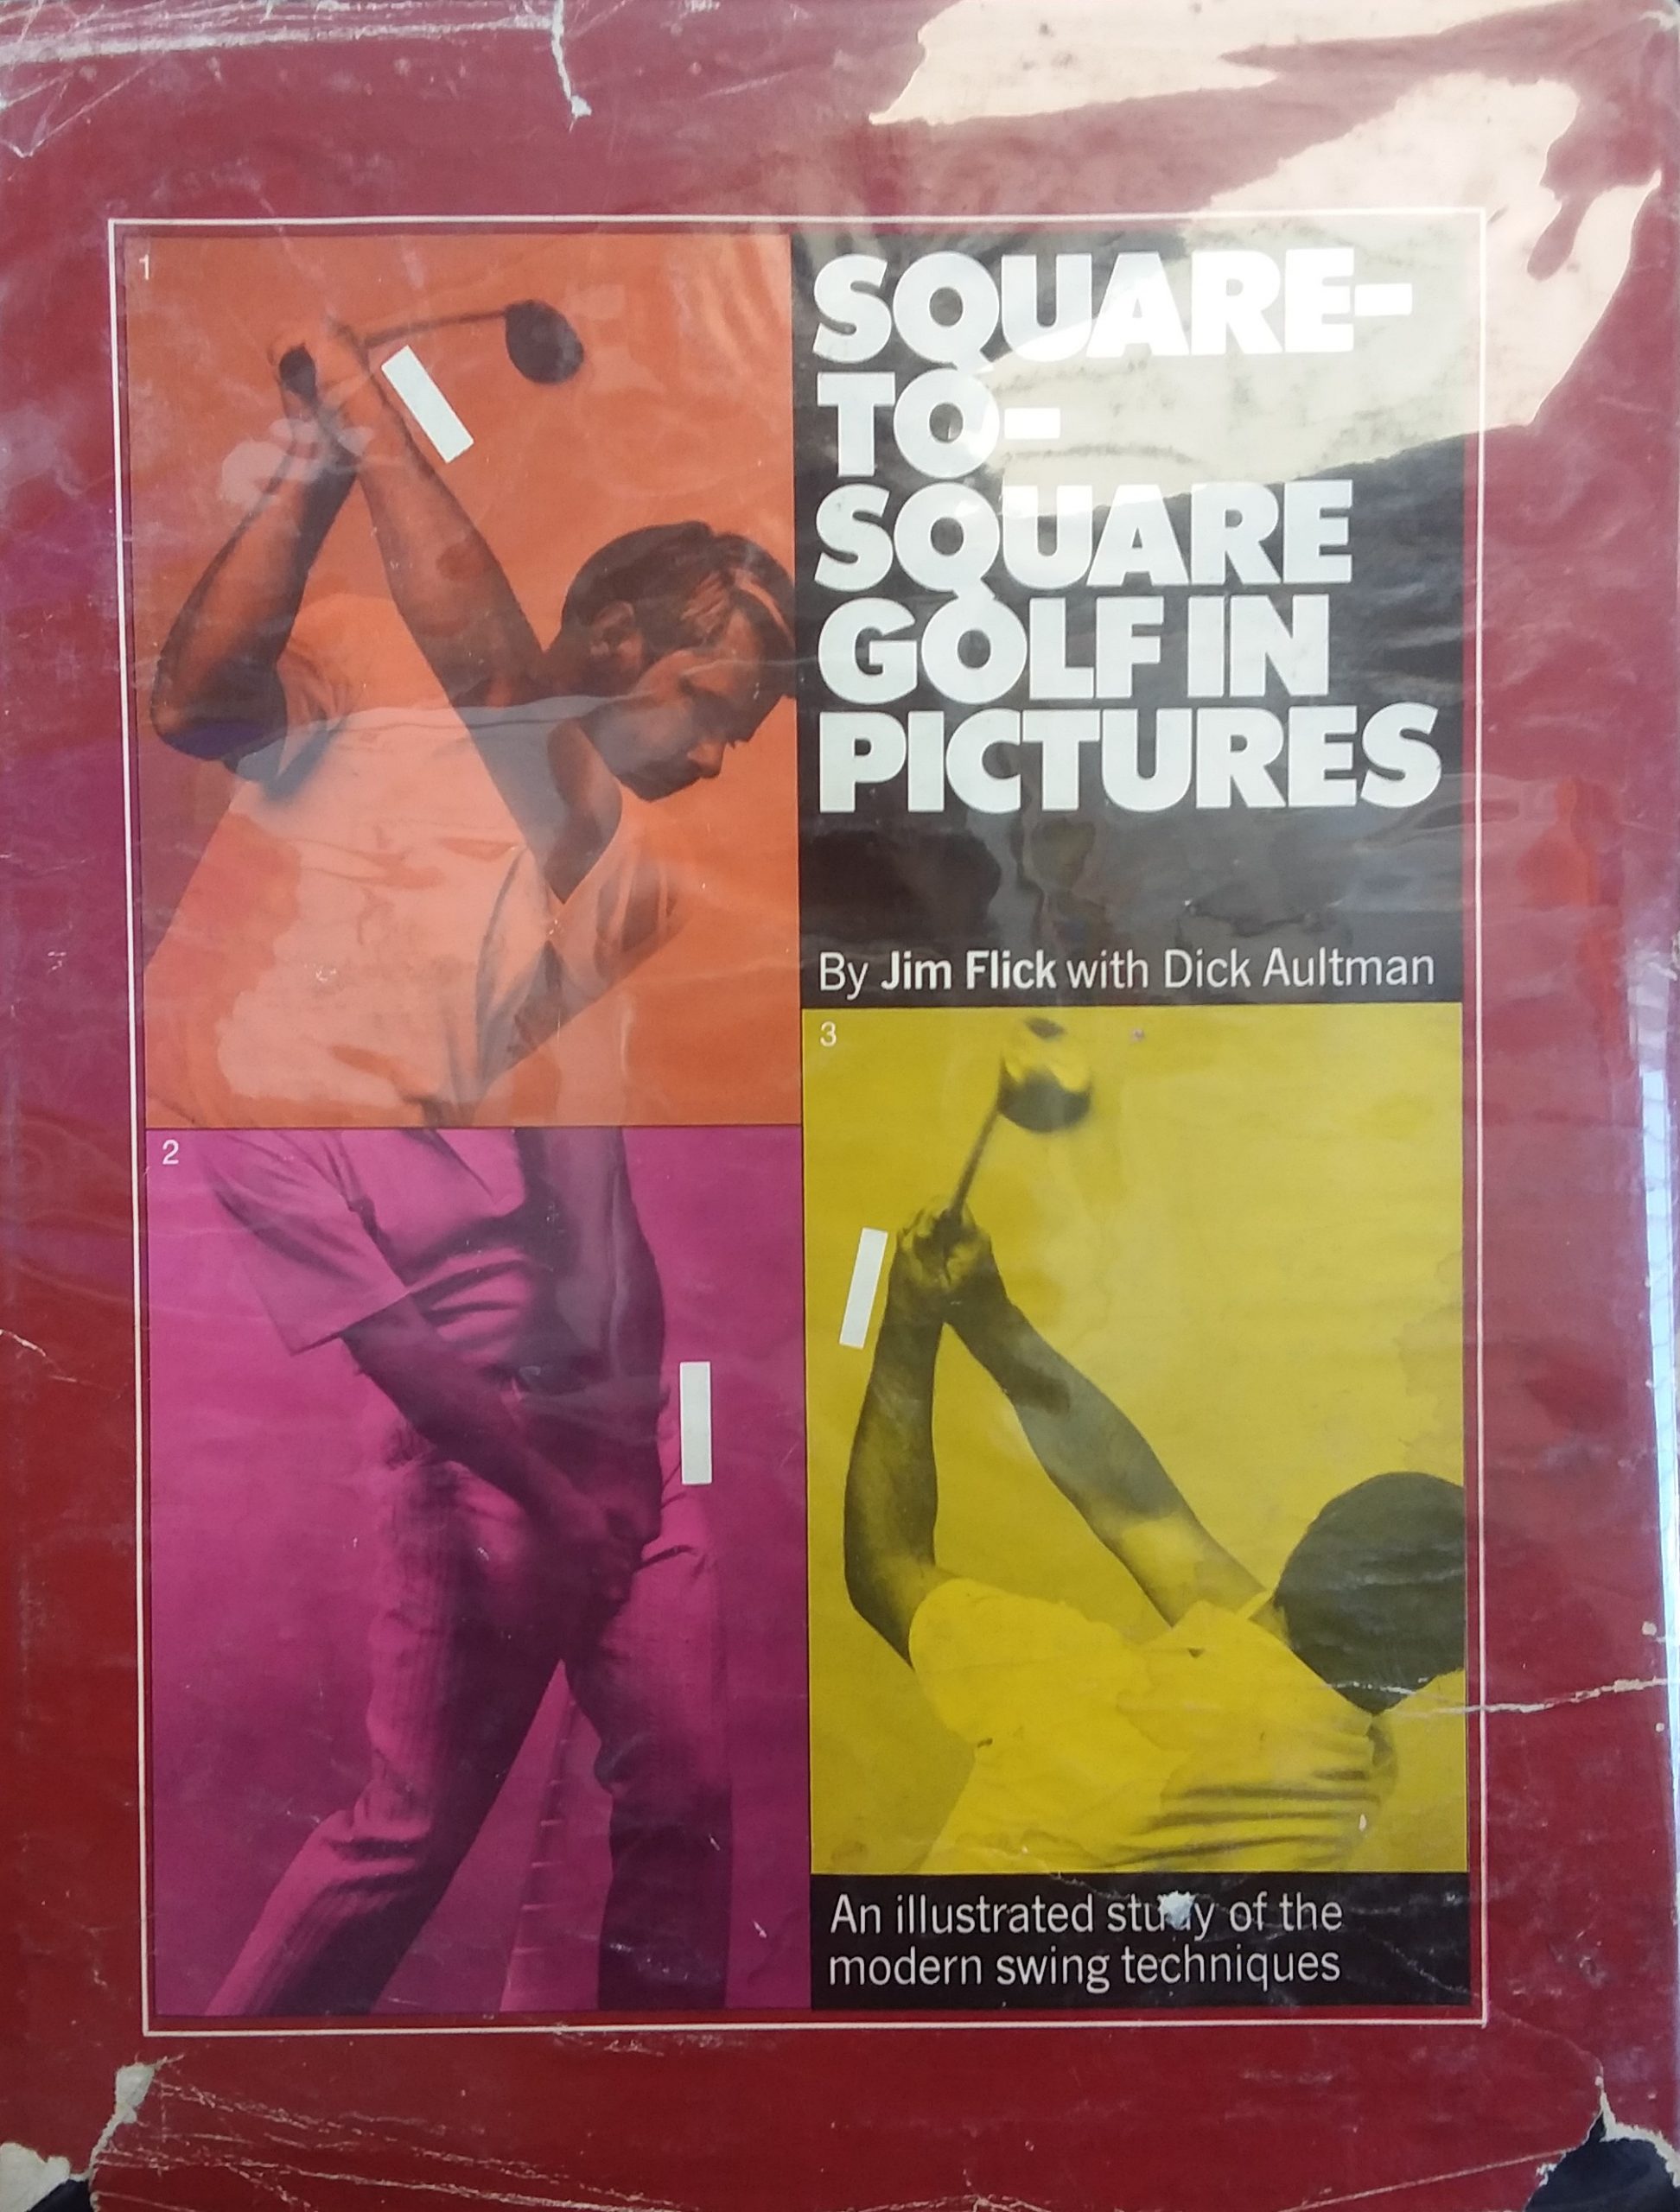 1
SQUARE-
TO-
SQUARE
GOLF IN
PICTURES
By Jim Flick with Dick Aultman
2
3
An illustrated study of the
modern swing techniques